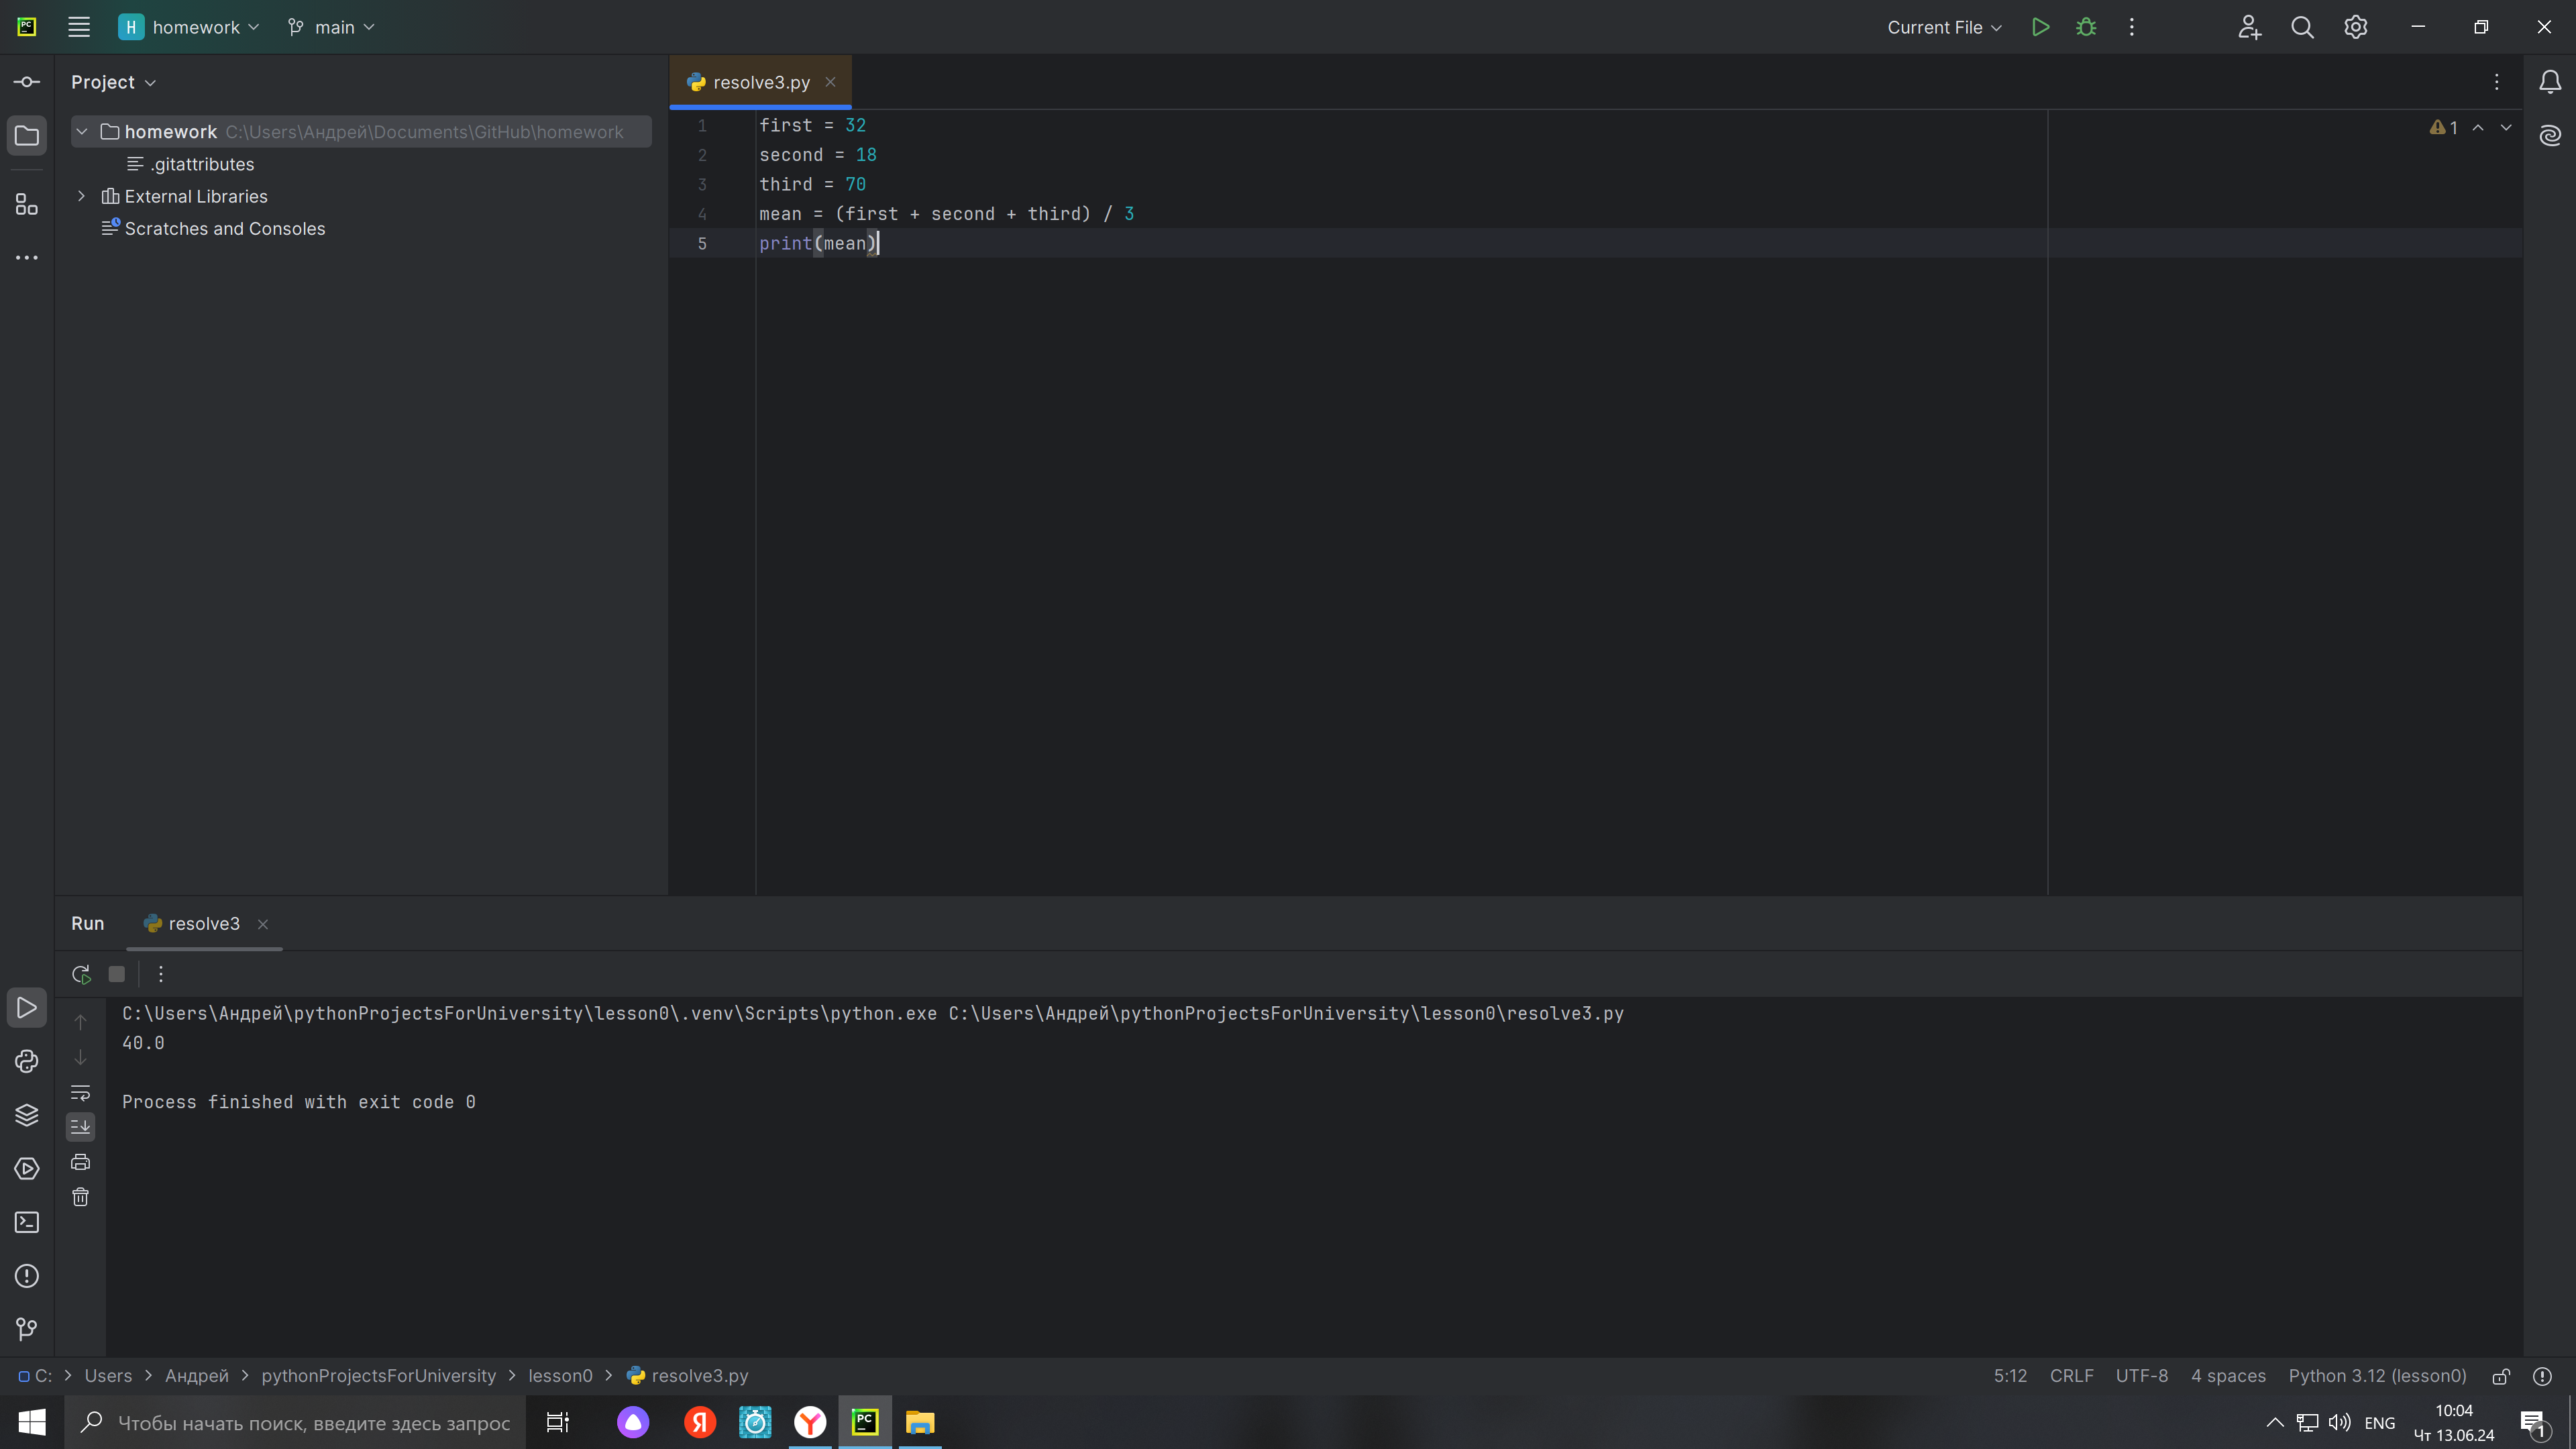 PC
H homework main Current File
Project
homework C:\Users\Андрей\Documents\GitHub\homework
.gitattributes
External Libraries
Scratches and Consoles
resolve3.py
1 first = 32
2 second = 18
3 third = 70
4 mean = (first + second + third) / 3
5 print(mean)
1
Run resolve3
C:\Users\Андрей\pythonProjectsForUniversity\lesson0\.venv\Scripts\python.exe C:\Users\Андрей\pythonProjectsForUniversity\lesson0\resolve3.py
40.0
Process finished with exit code 0
C: Users Андрей pythonProjectsForUniversity lesson0 resolve3.py 5:12 CRLF UTF-8 4 spaces Python 3.12 (lesson0)
Чтобы начать поиск, введите здесь запрос Я Y PC ENG
10:04
Чт 13.06.24
1